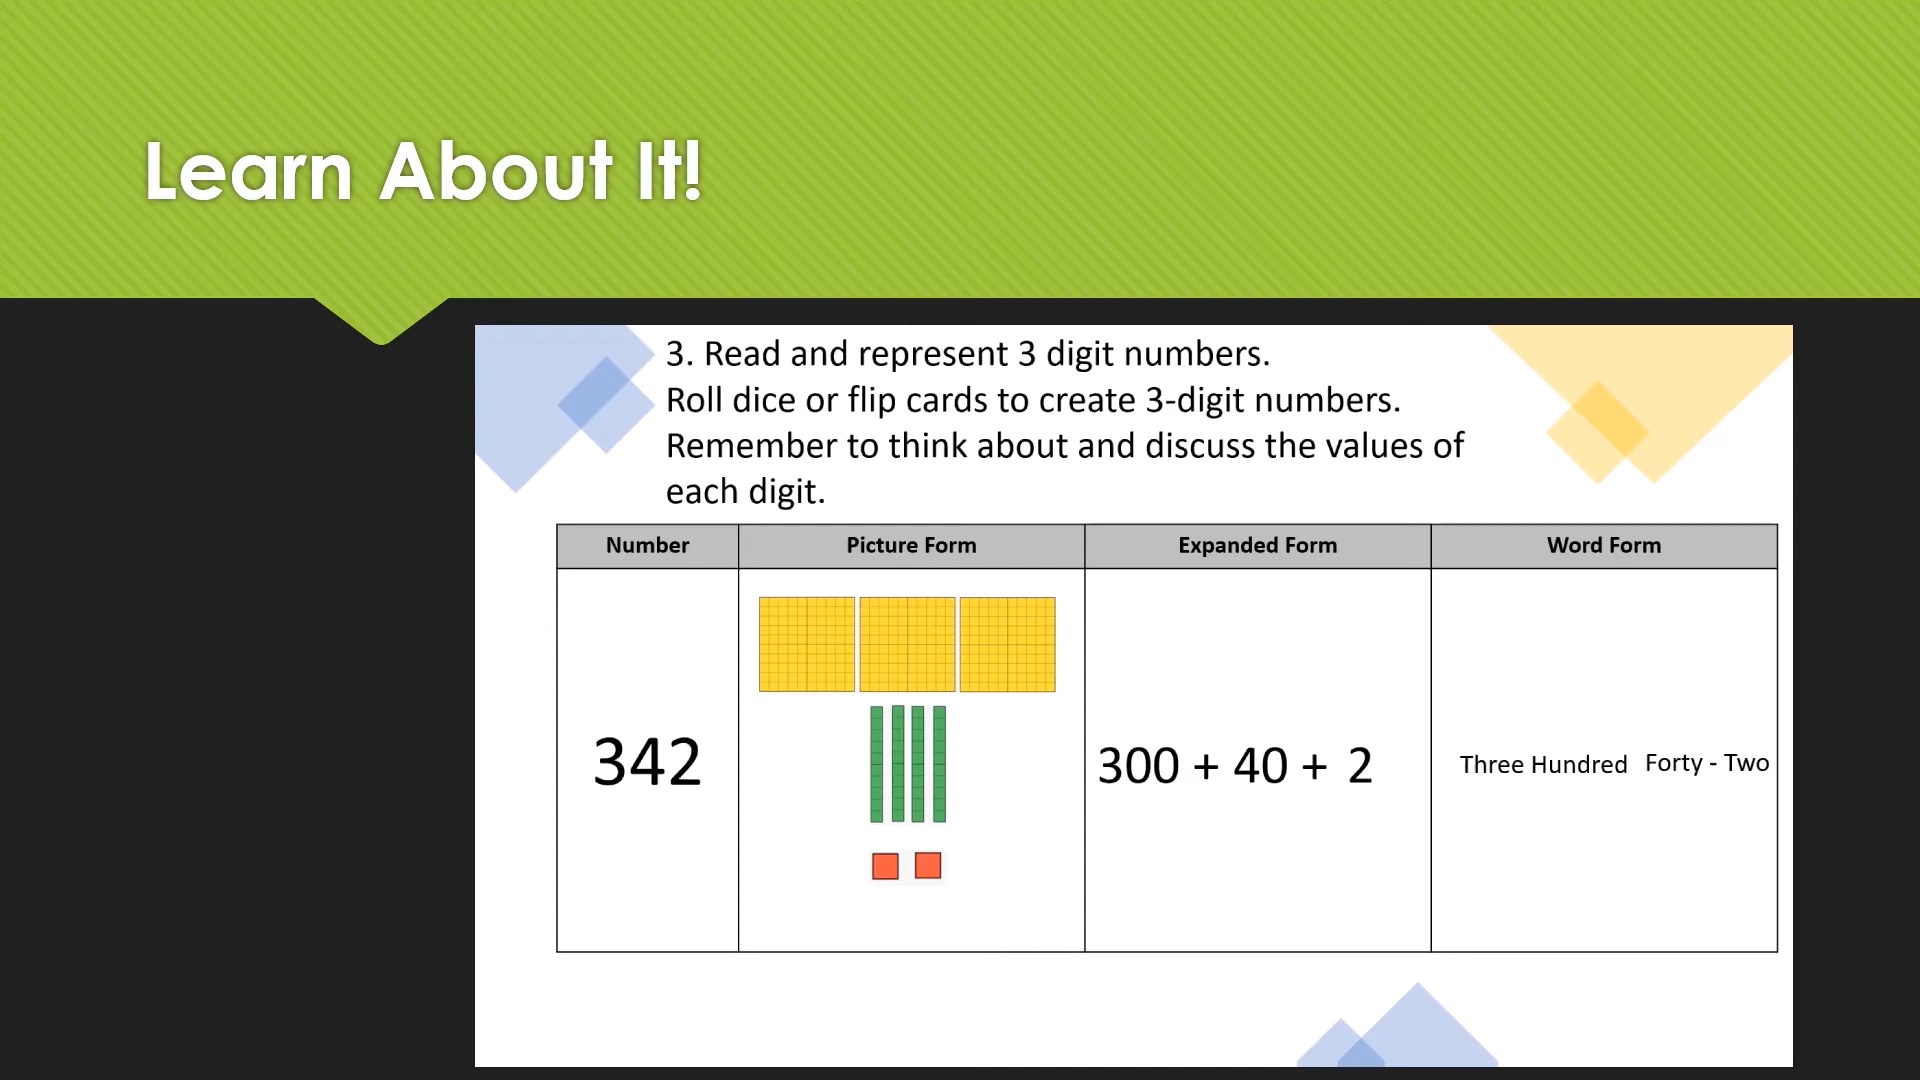 Learn About It!
3. Read and represent 3 digit numbers.
Roll dice or flip cards to create 3-digit numbers.
Remember to think about and discuss the values of
each digit.
Number Picture Form Expanded Form Word Form
342 300 + 40 + 2 Three Hundred Forty - Two